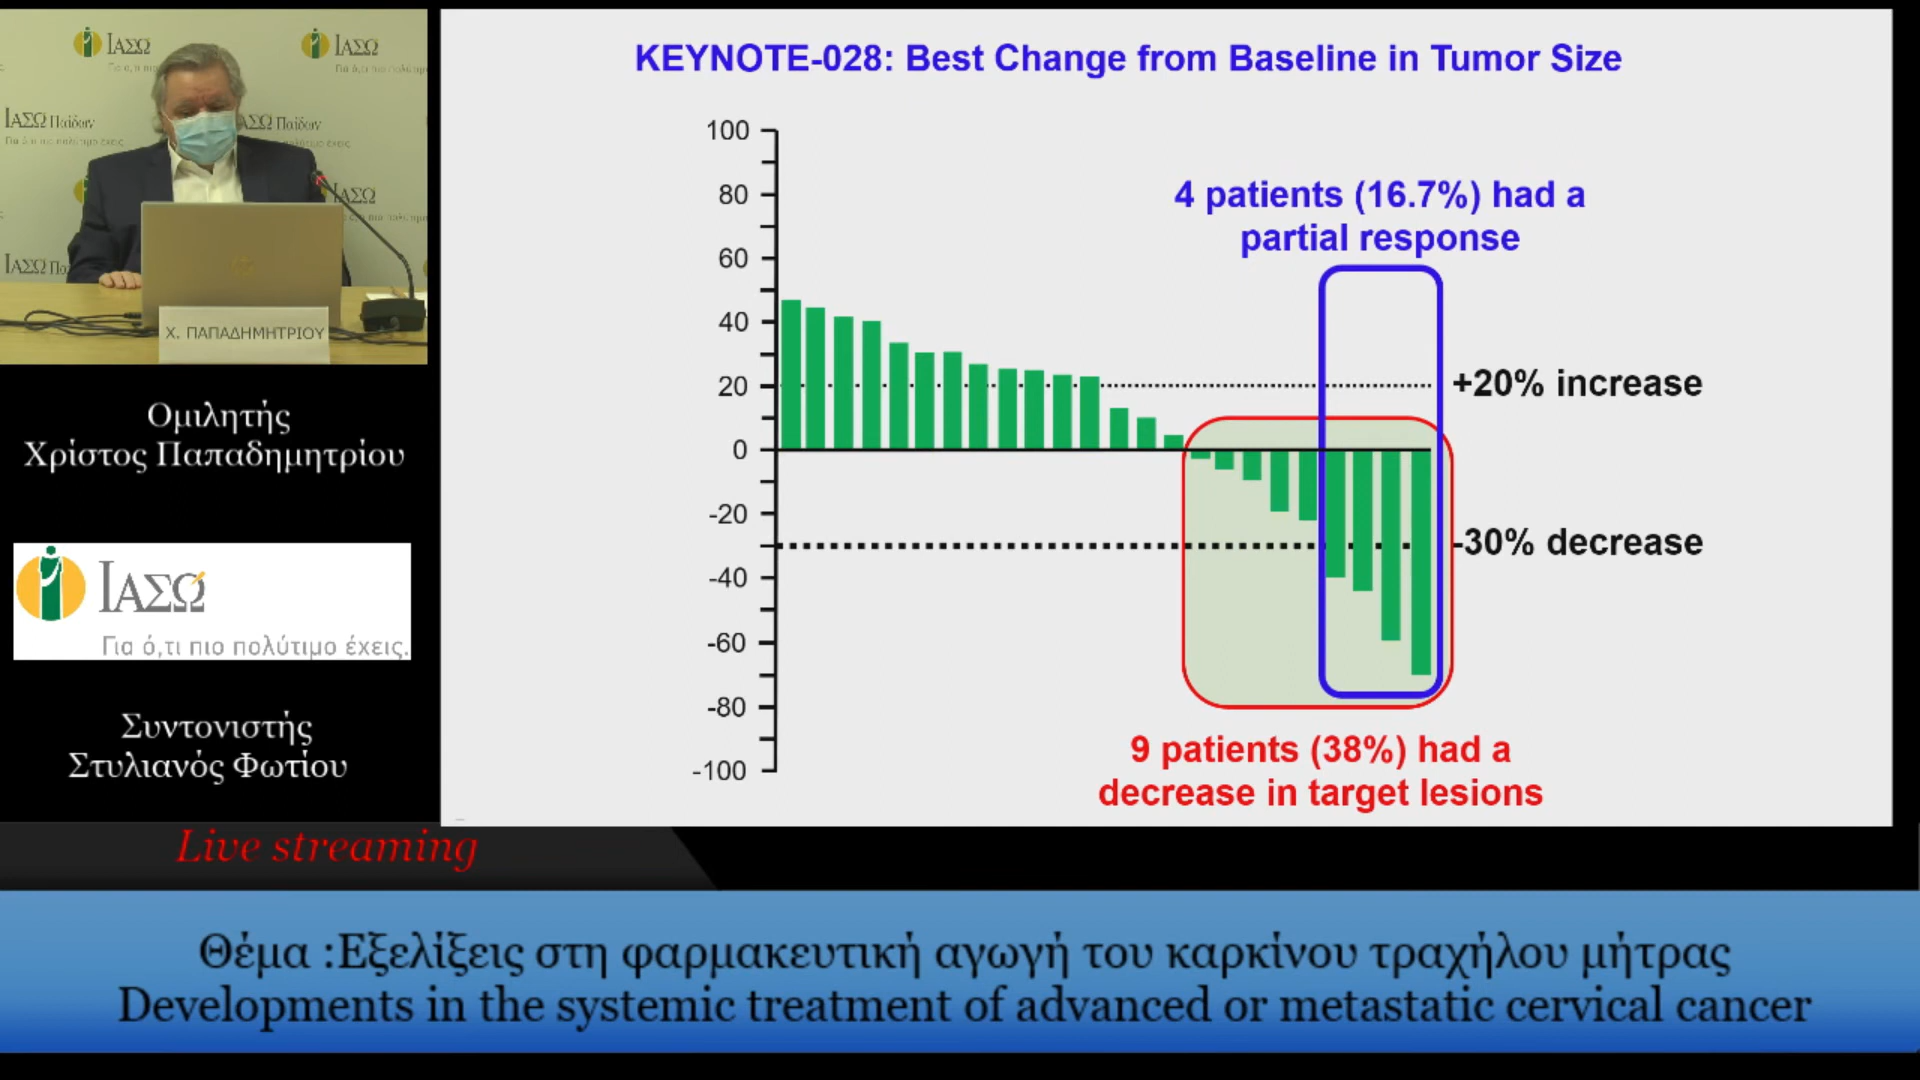 ΙΑΣΩ
ΙΑΣΩ
ΙΑΣΩ Παίδων
ΙΑΣΩ Παίδων
ΙΑΣΩ
ΙΑΣΩ
Χ. ΠΑΠΑΔΗΜΗΤΡΙΟΥ
Ομιλητής
Χρίστος Παπαδημητρίου
ΙΑΣΩ
Για ό,τι πιο πολύτιμο έχεις.
Συντονιστής
Στυλιανός Φωτίου
KEYNOTE-028: Best Change from Baseline in Tumor Size
100
80
60
40
20
0
-20
-40
-60
-80
-100
4 patients (16.7%) had a
partial response
+20% increase
-30% decrease
9 patients (38%) had a
decrease in target lesions
Live streaming
Θέμα :Εξελίξεις στη φαρμακευτική αγωγή του καρκίνου τραχήλου μήτρας
Developments in the systemic treatment of advanced or metastatic cervical cancer